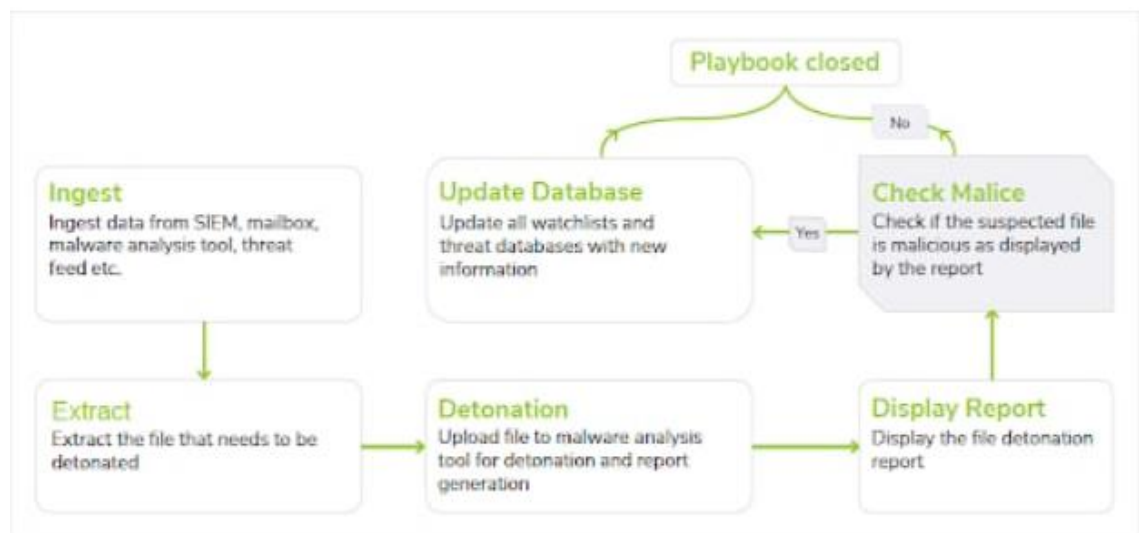 Playbook closed
No
Ingest
Ingest data from SIEM, mailbox,
malware analysis tool, threat
feed etc.
Update Database
Update all watchlists and
threat databases with new
information
Yes
Check Malice
Check if the suspected file
is malicious as displayed
by the report
Extract
Extract the file that needs to be
detonated
Detonation
Upload file to malware analysis
tool for detonation and report
generation
Display Report
Display the file detonation
report